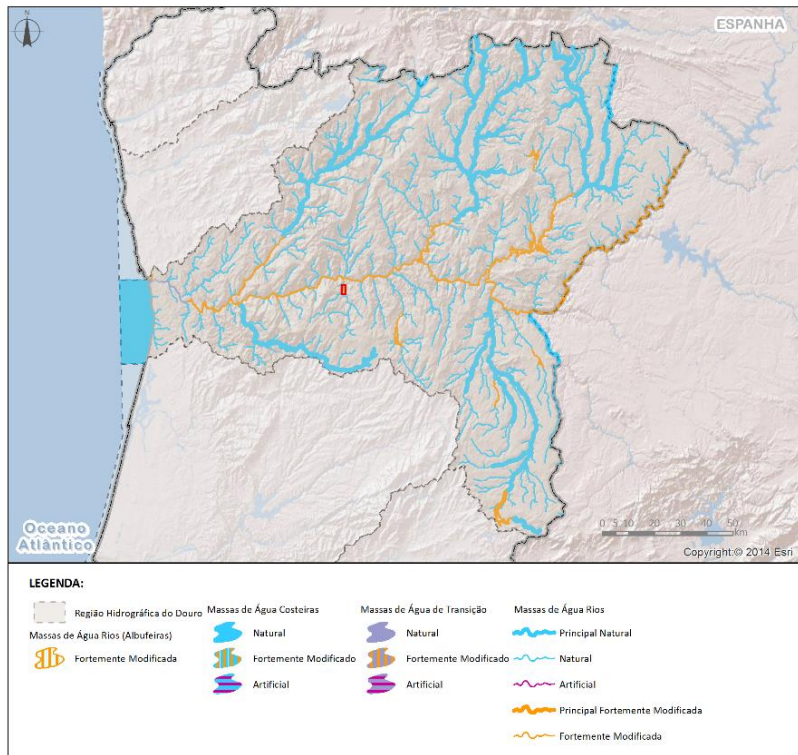 N
ESPANHA
Oceano
Atlântico
0 5 10 20 30 40 50
km
Copyright:© 2014 Esri
LEGENDA:
Região Hidrográfica do Douro
Massas de Água Rios (Albufeiras)
Fortemente Modificada
Massas de Água Costeiras
Natural
Fortemente Modificado
Artificial
Massas de Água de Transição
Natural
Fortemente Modificado
Artificial
Massas de Água Rios
Principal Natural
Natural
Artificial
Principal Fortemente Modificada
Fortemente Modificada